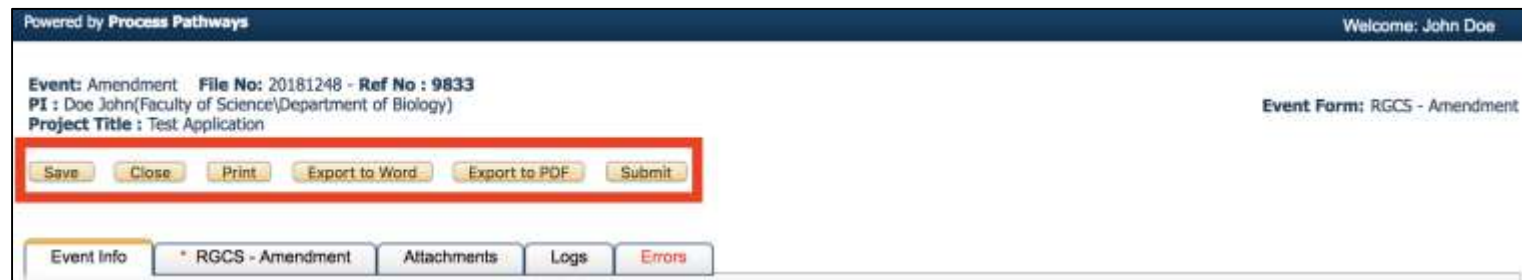 Powered by Process Pathways Welcome: John Doe
Event: Amendment File No: 20181248 - Ref No : 9833
PI : Doe John(Faculty of Science\Department of Biology) Event Form: RGCS - Amendment
Project Title : Test Application
Save Close Print Export to Word Export to PDF Submit
Event Info * RGCS - Amendment Attachments Logs Errors